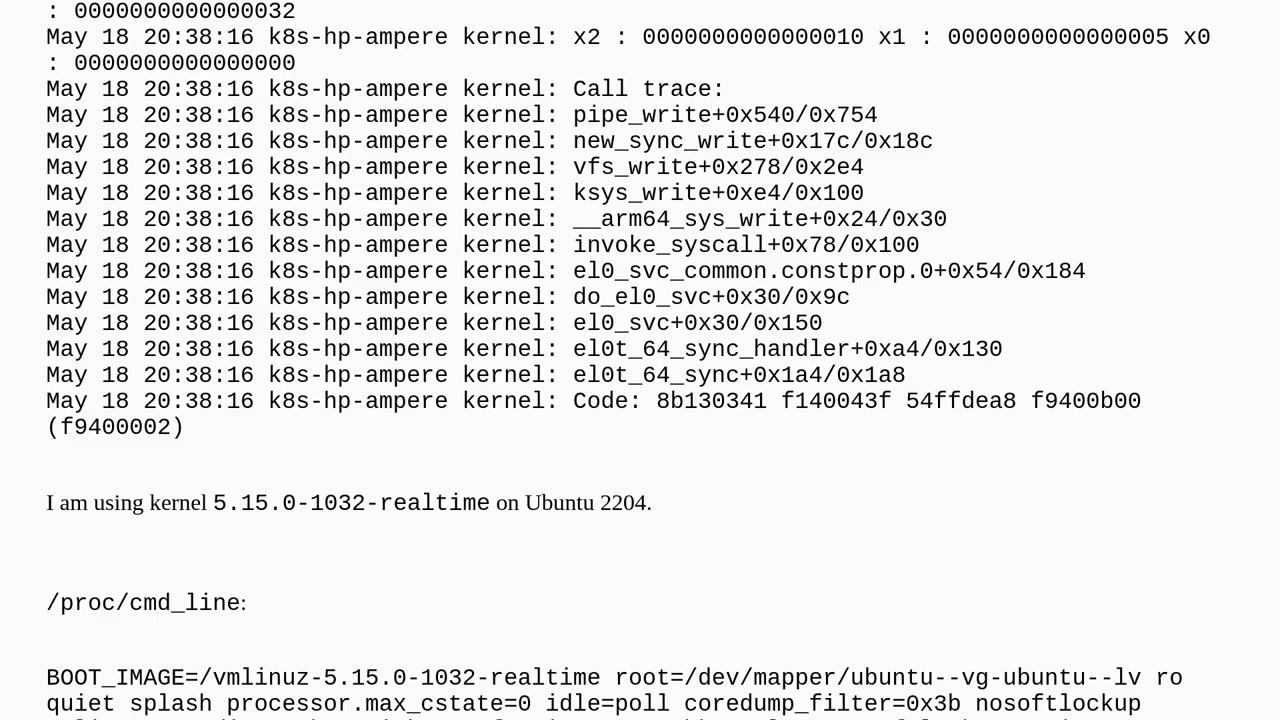 : 0000000000000032
May 18 20:38:16 k8s-hp-ampere kernel: x2 : 0000000000000010 x1 : 0000000000000005 x0
: 0000000000000000
May 18 20:38:16 k8s-hp-ampere kernel: Call trace:
May 18 20:38:16 k8s-hp-ampere kernel: pipe_write+0x540/0x754
May 18 20:38:16 k8s-hp-ampere kernel: new_sync_write+0x17c/0x18c
May 18 20:38:16 k8s-hp-ampere kernel: vfs_write+0x278/0x2e4
May 18 20:38:16 k8s-hp-ampere kernel: ksys_write+0xe4/0x100
May 18 20:38:16 k8s-hp-ampere kernel: __arm64_sys_write+0x24/0x30
May 18 20:38:16 k8s-hp-ampere kernel: invoke_syscall+0x78/0x100
May 18 20:38:16 k8s-hp-ampere kernel: el0_svc_common.constprop.0+0x54/0x184
May 18 20:38:16 k8s-hp-ampere kernel: do_el0_svc+0x30/0x9c
May 18 20:38:16 k8s-hp-ampere kernel: el0_svc+0x30/0x150
May 18 20:38:16 k8s-hp-ampere kernel: el0t_64_sync_handler+0xa4/0x130
May 18 20:38:16 k8s-hp-ampere kernel: el0t_64_sync+0x1a4/0x1a8
May 18 20:38:16 k8s-hp-ampere kernel: Code: 8b130341 f140043f 54ffdea8 f9400b00
(f9400002)
I am using kernel 5.15.0-1032-realtime on Ubuntu 2204.
/proc/cmd_line:
BOOT_IMAGE=/vmlinuz-5.15.0-1032-realtime root=/dev/mapper/ubuntu--vg-ubuntu--lv ro
quiet splash processor.max_cstate=0 idle=poll coredump_filter=0x3b nosoftlockup